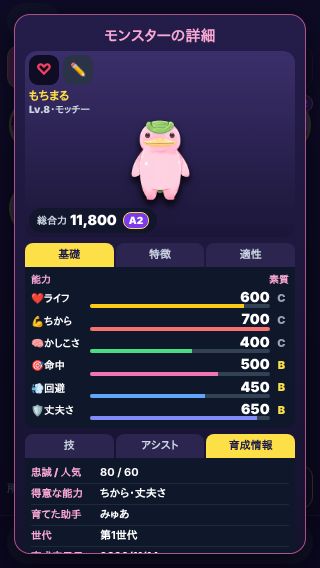 モンスターの詳細
もちまる
Lv.8・モッチー
総合力 11,800 A2
基礎 特徴 適性
能力 素質
ライフ 600 C
ちから 700 C
かしこさ 400 C
命中 500 B
回避 450 B
丈夫さ 650 B
技 アシスト 育成情報
忠誠 / 人気 80 / 60
得意な能力 ちから・丈夫さ
育てた助手 みゅあ
世代 第1世代